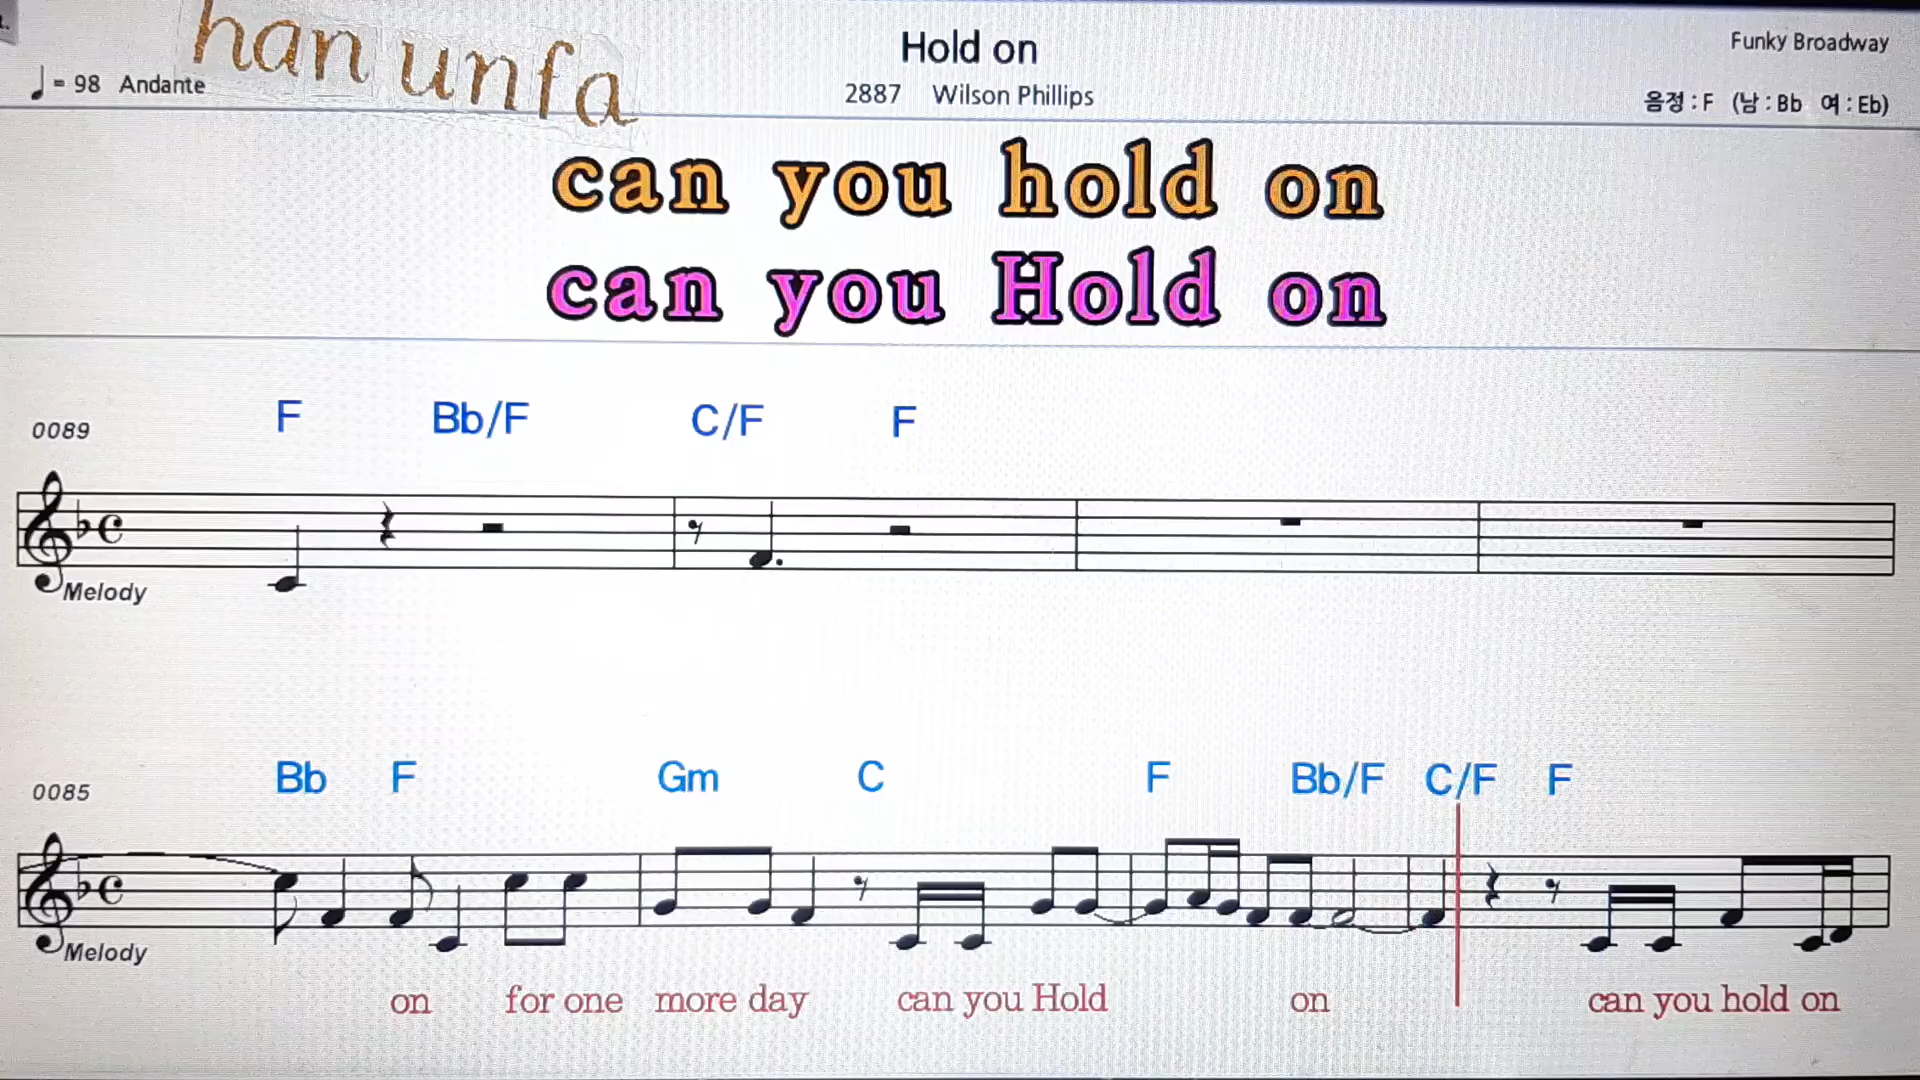 han unfa
Hold on
Funky Broadway
♩= 98 Andante
2887 Wilson Phillips
음정 : F (남 : Bb 여 : Eb)
can you hold on
can you Hold on
F Bb/F C/F F
0089
Melody
Bb F Gm C F Bb/F C/F F
0085
Melody
on for one more day can you Hold on can you hold on